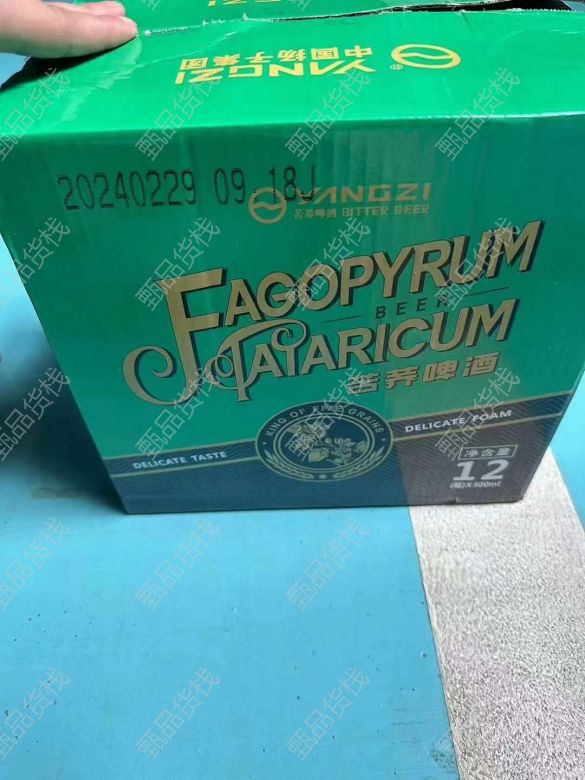 YANGZI
中国扬子集团
20240229 09 18J
YANGZI
苦荞啤酒 BITTER BEER
FAGOPYRUM
BEER
TATARICUM
苦荞啤酒
KING OF FIVE GRAINS
DELICATE TASTE
DELICATE FOAM
净含量
12
(瓶)X500mL
甄品货栈